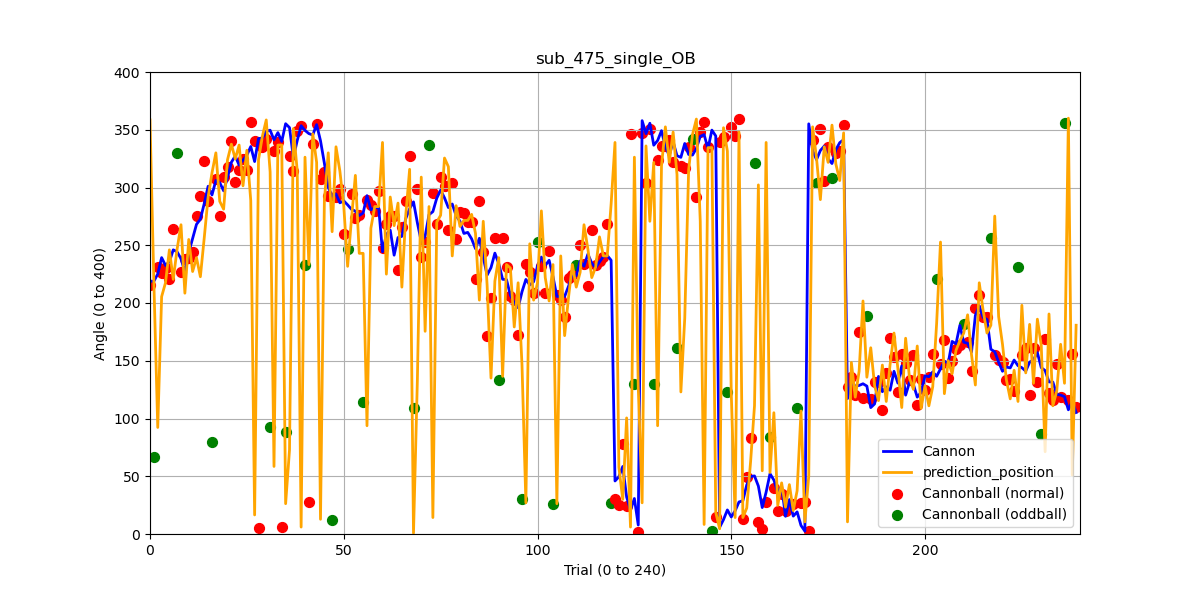 sub_475_single_OB
400
350
300
250
200
150
100
50
0
Angle (0 to 400)
0 50 100 150 200
Trial (0 to 240)
Cannon
prediction_position
Cannonball (normal)
Cannonball (oddball)